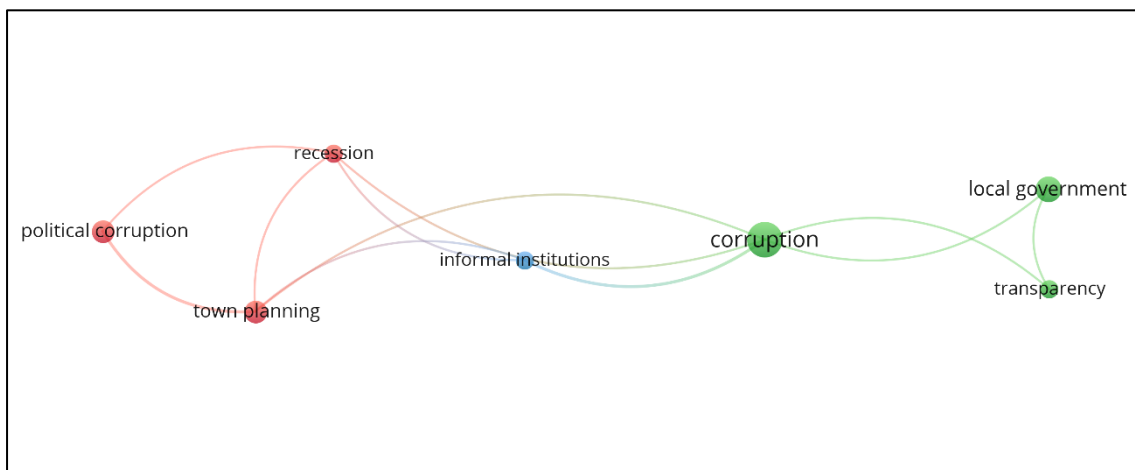 recession
local government
political corruption
corruption
informal institutions
transparency
town planning